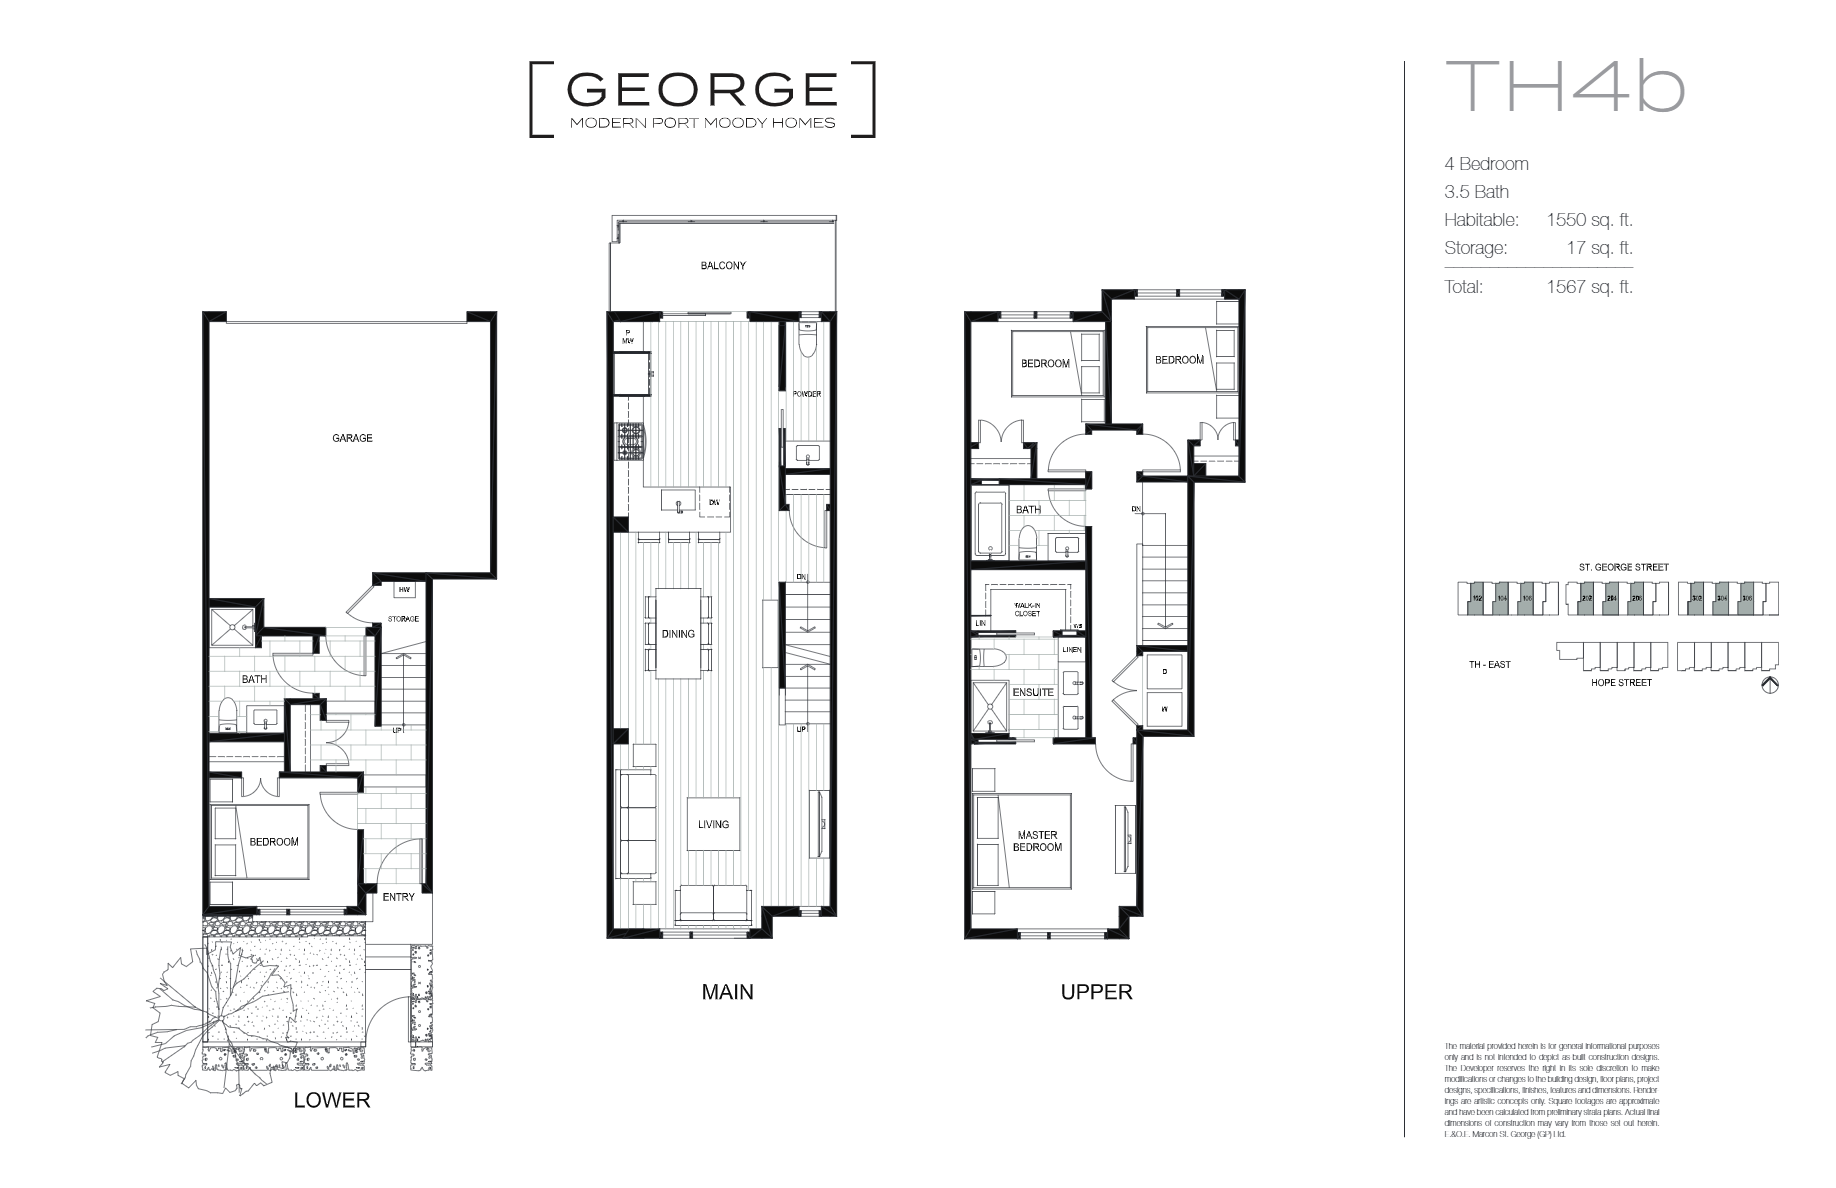 GEORGE
MODERN PORT MOODY HOMES
TH4b
4 Bedroom
3.5 Bath
Habitable: 1550 sq. ft.
Storage: 17 sq. ft.
Total: 1567 sq. ft.
GARAGE
HW
STORAGE
BATH
UP
BEDROOM
ENTRY
LOWER
BALCONY
P
MW
POWDER
DW
DN
DINING
UP
LIVING
MAIN
BEDROOM
BEDROOM
BATH
DN
WALK-IN
CLOSET
LIN
LINEN
ENSUITE
D
W
MASTER
BEDROOM
UPPER
ST. GEORGE STREET
102 104 106 202 204 206 302 304 306
TH - EAST
HOPE STREET
The material provided herein is for general informational purposes
only and is not intended to depict as built construction designs.
The Developer reserves the right in its sole discretion to make
modifications or changes to the building design, floor plans, project
designs, specifications, finishes, features and dimensions. Render
ings are artistic concepts only. Square footages are approximate
and have been calculated from preliminary strata plans. Actual final
dimensions of construction may vary from those set out herein.
E.&O.E. Marcon St. George (GP) Ltd.